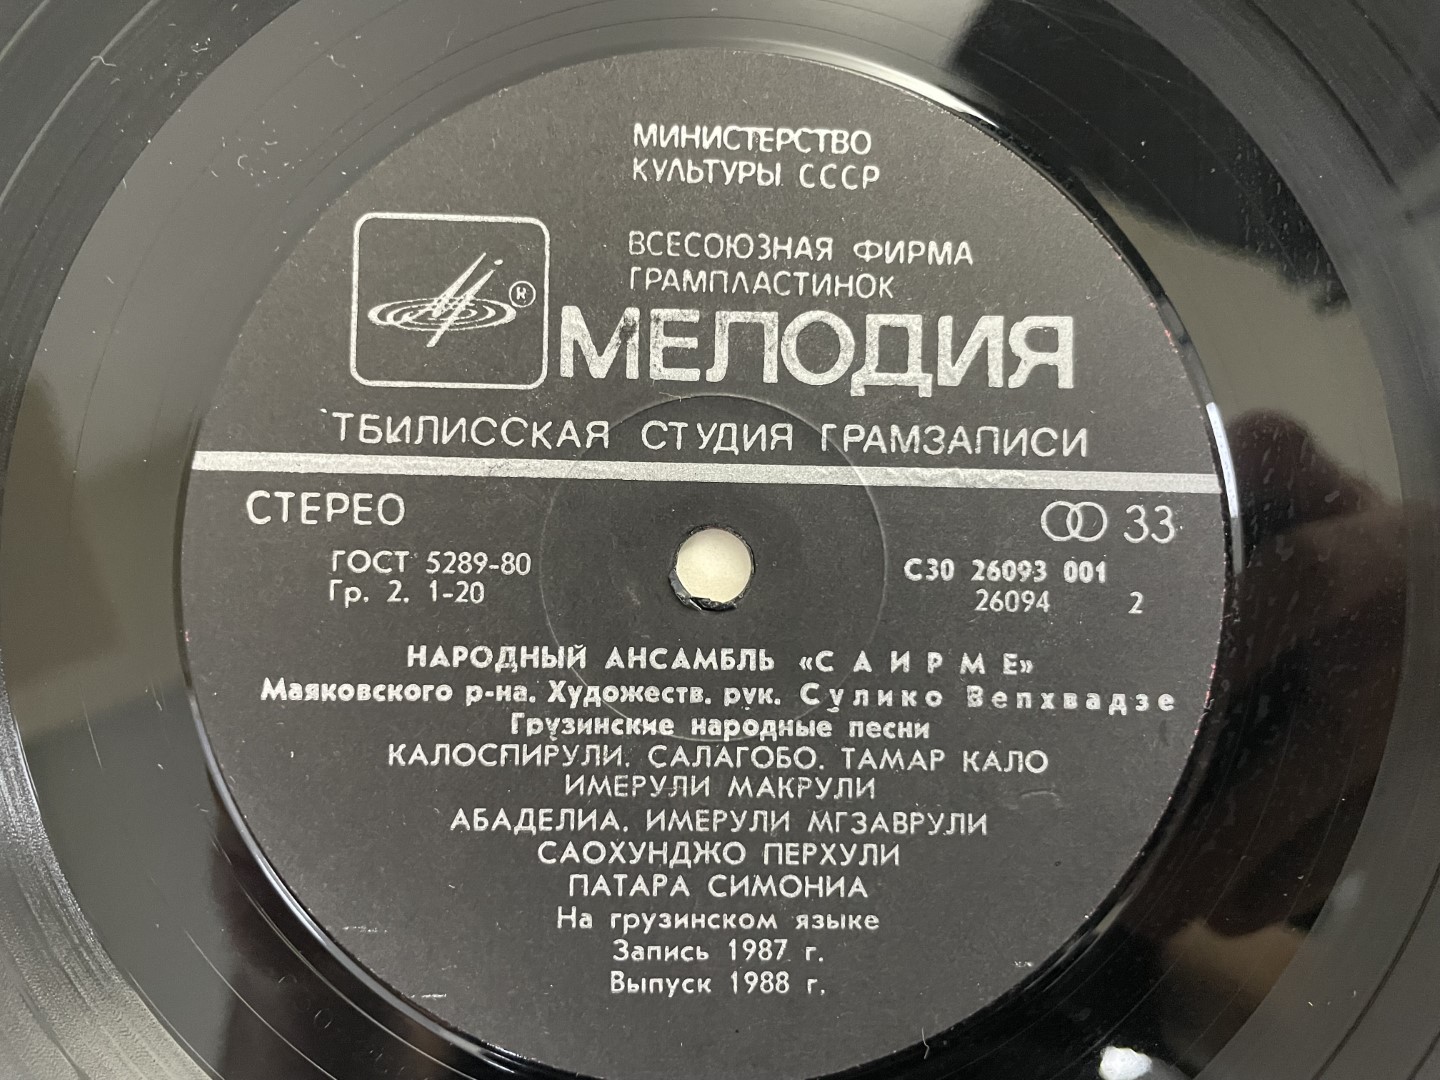 МИНИСТЕРСТВО
КУЛЬТУРЫ СССР
ВСЕСОЮЗНАЯ ФИРМА
ГРАМПЛАСТИНОК
®
МЕЛОДИЯ
ТБИЛИССКАЯ СТУДИЯ ГРАМЗАПИСИ
СТЕРЕО
33
ГОСТ 5289-80
Гр. 2. 1-20
С30 26093 001
26094 2
НАРОДНЫЙ АНСАМБЛЬ «С А И Р М Е»
Маяковского р-на. Художеств. рук. Сулико Вепхвадзе
Грузинские народные песни
КАЛОСПИРУЛИ. САЛАГОБО. ТАМАР КАЛО
ИМЕРУЛИ МАКРУЛИ
АБАДЕЛИА. ИМЕРУЛИ МГЗАВРУЛИ
САОХУНДЖО ПЕРХУЛИ
ПАТАРА СИМОНИА
На грузинском языке
Запись 1987 г.
Выпуск 1988 г.